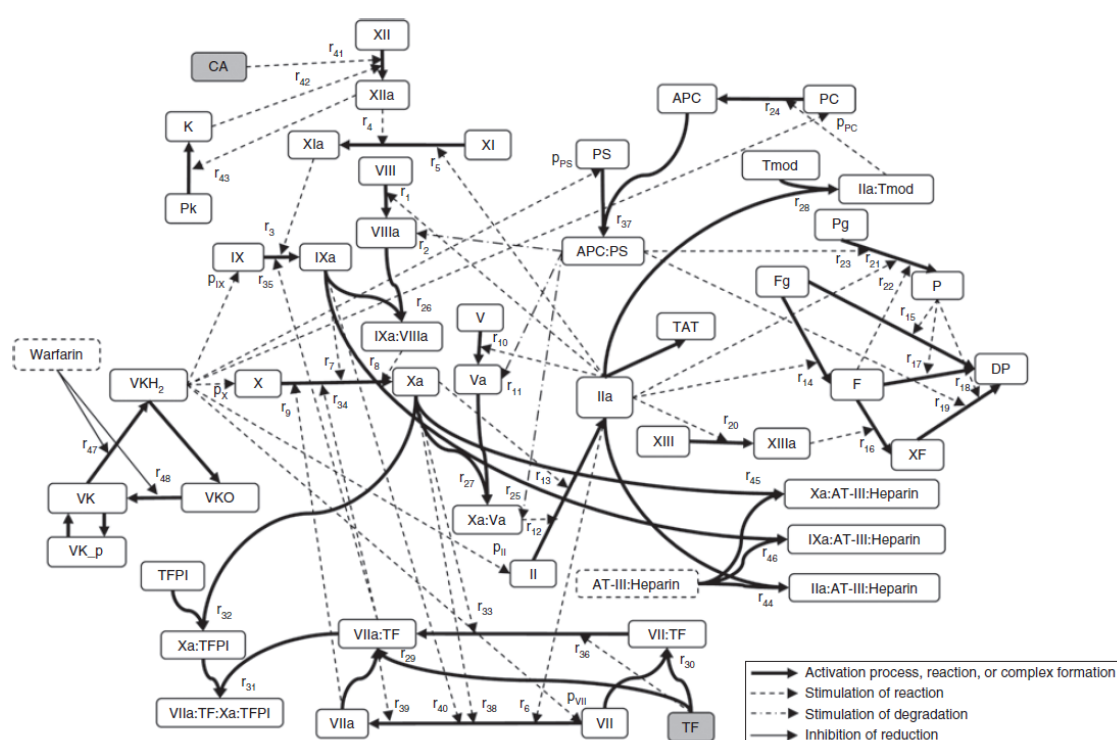 XII
r41
CA
r42
XIIa
APC
PC
r24
K
r4
pPC
XIa
XI
r5
PS
pPS
Tmod
r43
VIII
IIa:Tmod
r1
r28
Pk
r37
Pg
r3
VIIIa
r2
APC:PS
r23
r21
IX
IXa
Fg
r22
P
pIX
r35
r26
r15
V
TAT
IXa:VIIIa
r10
Warfarin
r7
r8
r17
VKH2
pX
X
Xa
Va
r11
IIa
r14
F
r18
DP
r9
r34
r19
r20
XIII
XIIIa
r16
XF
r47
r48
r27
r13
r45
VK
VKO
r25
Xa:AT-III:Heparin
Xa:Va
r12
IXa:AT-III:Heparin
VK_p
pII
r46
TFPI
II
AT-III:Heparin
IIa:AT-III:Heparin
r44
r32
r33
VIIa:TF
VII:TF
Xa:TFPI
r29
r36
r30
r31
Activation process, reaction, or complex formation
pVII
Stimulation of reaction
VIIa:TF:Xa:TFPI
VIIa
r39
r40
r38
r6
VII
TF
Stimulation of degradation
Inhibition of reduction